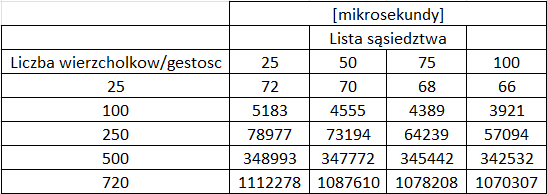 [mikrosekundy]
Lista sąsiedztwa
Liczba wierzchołkow/gestosc 25 50 75 100
25 72 70 68 66
100 5183 4555 4389 3921
250 78977 73194 64239 57094
500 348993 347772 345442 342532
720 1112278 1087610 1078208 1070307